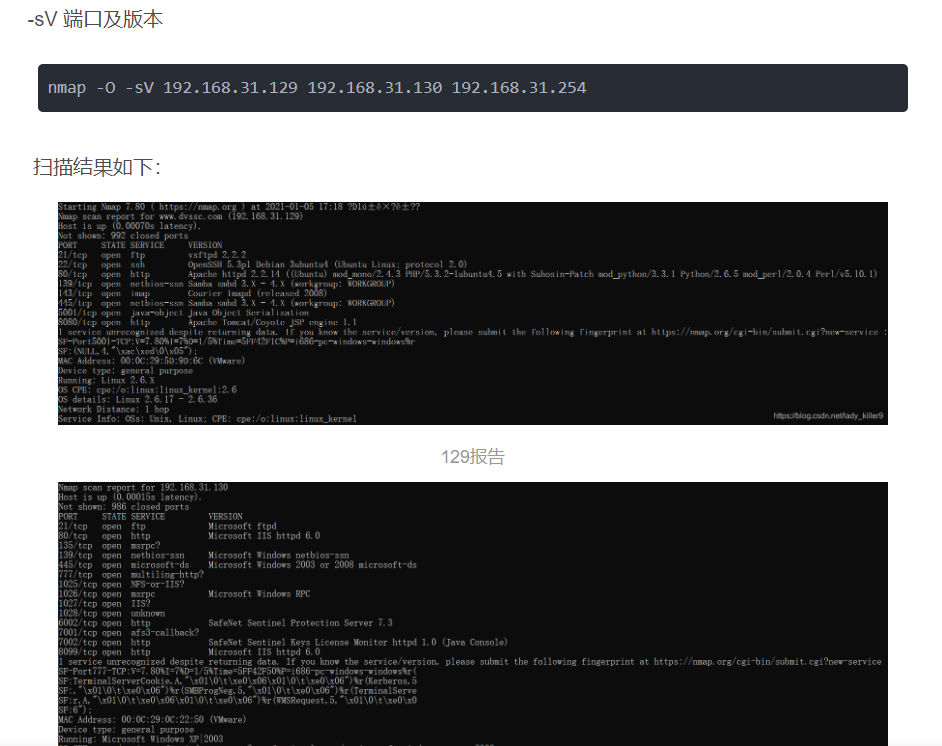 -sV 端口及版本
nmap -O -sV 192.168.31.129 192.168.31.130 192.168.31.254
扫描结果如下：
Starting Nmap 7.80 ( https://nmap.org ) at 2021-01-05 17:18
Nmap scan report for www.dvssc.com (192.168.31.129)
Host is up (0.00070s latency).
Not shown: 992 closed ports
PORT STATE SERVICE VERSION
21/tcp open ftp vsftpd 2.2.2
22/tcp open ssh OpenSSH 5.3p1 Debian 3ubuntu4 (Ubuntu Linux; protocol 2.0)
80/tcp open http Apache httpd 2.2.14 ((Ubuntu) mod_mono/2.4.3 PHP/5.3.2-1ubuntu4.5 with Suhosin-Patch mod_python/3.3.1 Python/2.6.5 mod_perl/2.0.4 Perl/v5.10.1)
139/tcp open netbios-ssn Samba smbd 3.X - 4.X (workgroup: WORKGROUP)
143/tcp open imap Courier Imapd (released 2008)
445/tcp open netbios-ssn Samba smbd 3.X - 4.X (workgroup: WORKGROUP)
5001/tcp open java-object Java Object Serialization
8080/tcp open http Apache Tomcat/Coyote JSP engine 1.1
1 service unrecognized despite returning data. If you know the service/version, please submit the following fingerprint at https://nmap.org/cgi-bin/submit.cgi?new-service :
SF-Port5001-TCP:V=7.80%I=7%D=1/5%Time=5FF42F1C%P=i686-pc-windows-windows%r
SF:(NULL,4,"\xac\xed\0\x05");
MAC Address: 00:0C:29:5D:9D:6C (VMware)
Device type: general purpose
Running: Linux 2.6.X
OS CPE: cpe:/o:linux:linux_kernel:2.6
OS details: Linux 2.6.17 - 2.6.36
Network Distance: 1 hop
Service Info: OSs: Unix, Linux; CPE: cpe:/o:linux:linux_kernel
https://blog.csdn.net/lady_killer9
129报告
Nmap scan report for 192.168.31.130
Host is up (0.00015s latency).
Not shown: 986 closed ports
PORT STATE SERVICE VERSION
21/tcp open ftp Microsoft ftpd
80/tcp open http Microsoft IIS httpd 6.0
135/tcp open msrpc?
139/tcp open netbios-ssn Microsoft Windows netbios-ssn
445/tcp open microsoft-ds Microsoft Windows 2003 or 2008 microsoft-ds
777/tcp open multiling-http?
1025/tcp open NFS-or-IIS?
1026/tcp open msrpc Microsoft Windows RPC
1027/tcp open IIS?
1028/tcp open unknown
6002/tcp open http SafeNet Sentinel Protection Server 7.3
7001/tcp open afs3-callback?
7002/tcp open http SafeNet Sentinel Keys License Monitor httpd 1.0 (Java Console)
8099/tcp open http Microsoft IIS httpd 6.0
1 service unrecognized despite returning data. If you know the service/version, please submit the following fingerprint at https://nmap.org/cgi-bin/submit.cgi?new-service
SF-Port777-TCP:V=7.80%I=7%D=1/5%Time=5FF42F50%P=i686-pc-windows-windows%r(
SF:TerminalServerCookie,A,"\x01\0\t\xe0\x06\x01\0\t\xe0\x06")%r(Kerberos,5
SF:,"\x01\0\t\xe0\x06")%r(SMBProgNeg,5,"\x01\0\t\xe0\x06")%r(TerminalServe
SF:r,A,"\x01\0\t\xe0\x06\x01\0\t\xe0\x06")%r(WMSRequest,5,"\x01\0\t\xe0\x0
SF:6");
MAC Address: 00:0C:29:0C:22:50 (VMware)
Device type: general purpose
Running: Microsoft Windows XP|2003